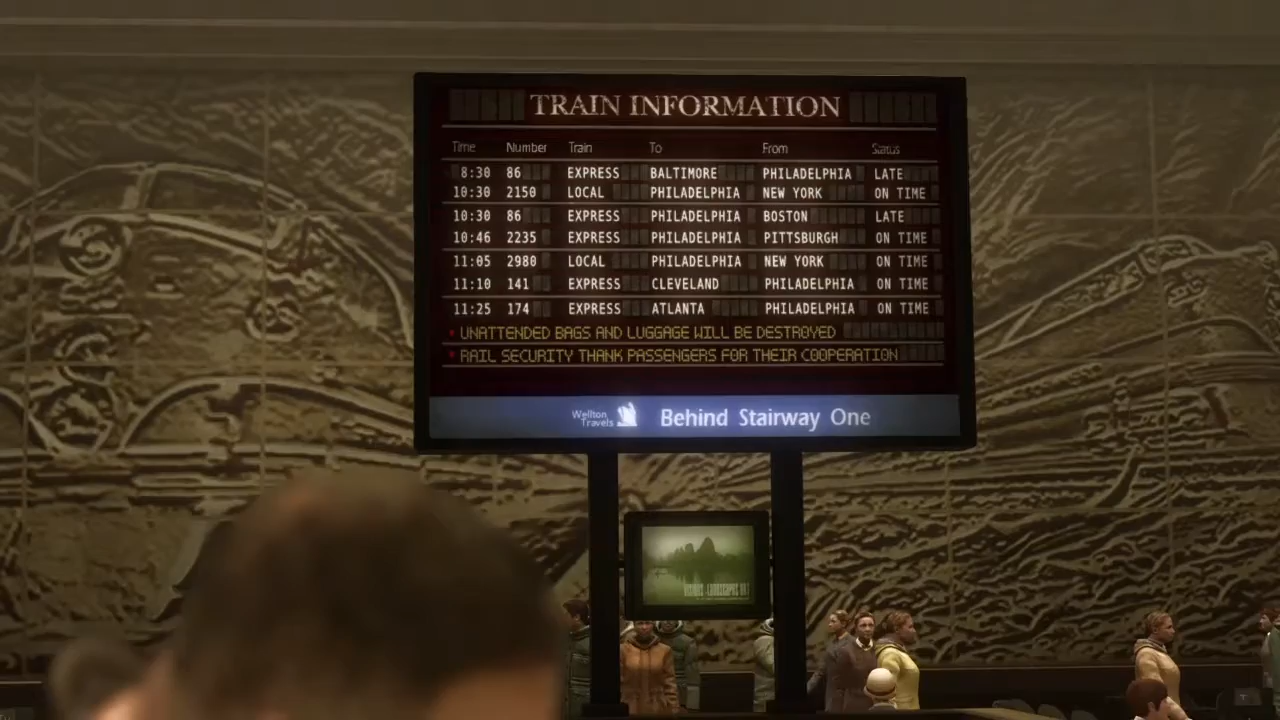 TRAIN INFORMATION
Time Number Train To From Status
8:30 86 EXPRESS BALTIMORE PHILADELPHIA LATE
10:30 2150 LOCAL PHILADELPHIA NEW YORK ON TIME
10:30 86 EXPRESS PHILADELPHIA BOSTON LATE
10:46 2235 EXPRESS PHILADELPHIA PITTSBURGH ON TIME
11:05 2980 LOCAL PHILADELPHIA NEW YORK ON TIME
11:10 141 EXPRESS CLEVELAND PHILADELPHIA ON TIME
11:25 174 EXPRESS ATLANTA PHILADELPHIA ON TIME
UNATTENDED BAGS AND LUGGAGE WILL BE DESTROYED
RAIL SECURITY THANK PASSENGERS FOR THEIR COOPERATION
Wellton
Travels
Behind Stairway One